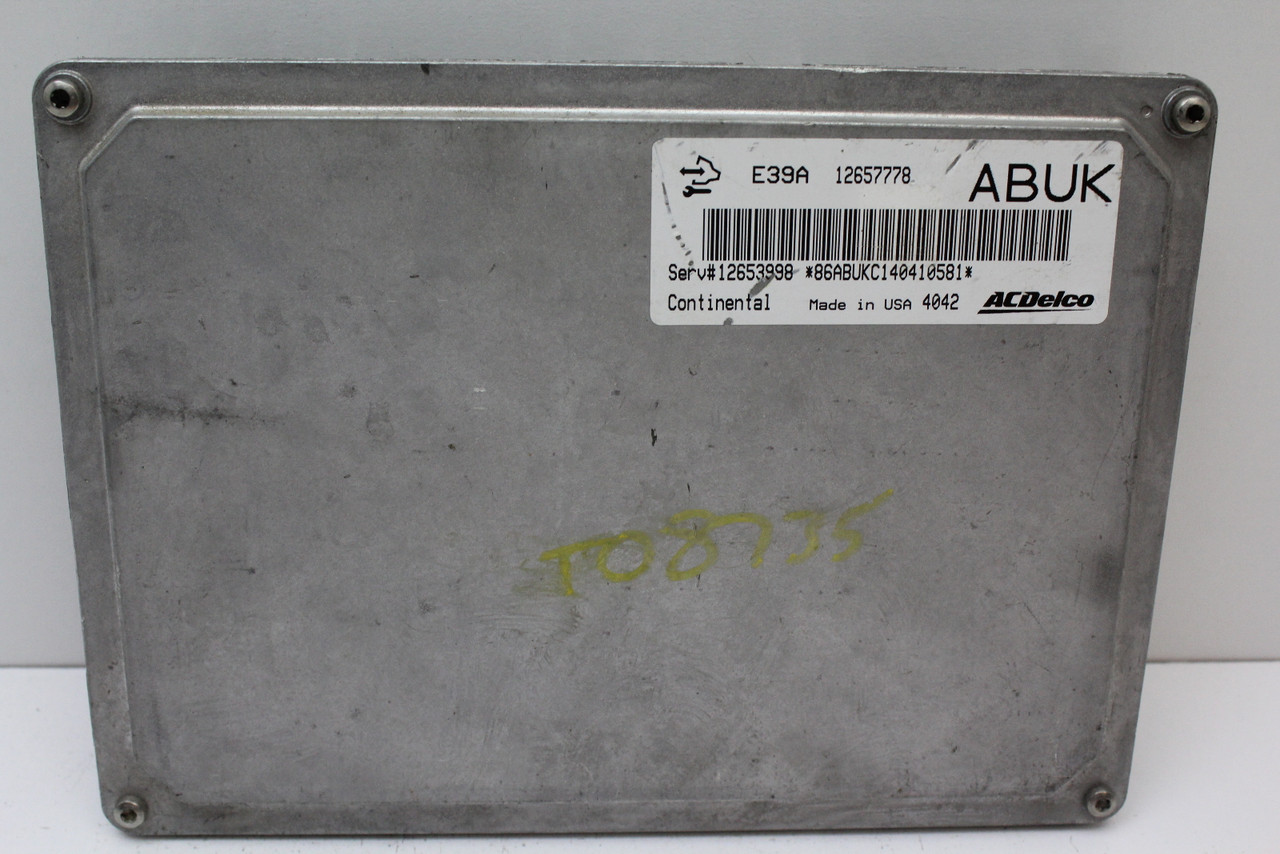 E39A 12657778 ABUK
Serv#12653998 *86ABUKC140410581*
Continental Made in USA 4042 ACDelco
T08735